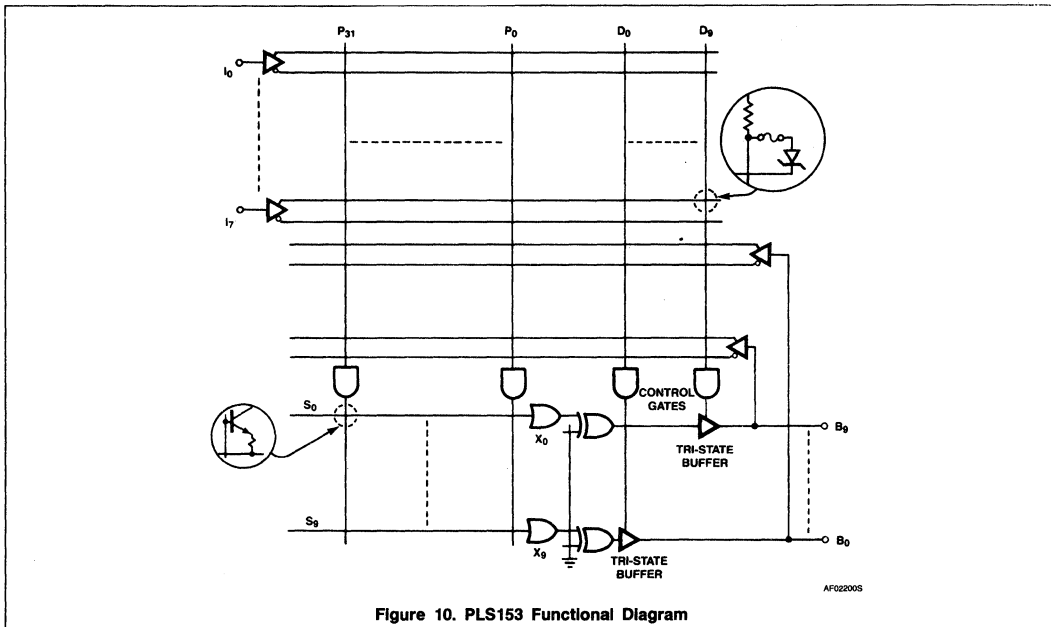 P31 P0 D0 D9
I0
I7
CONTROL
GATES
S0
X0
B9
TRI-STATE
BUFFER
S9
X9
B0
TRI-STATE
BUFFER
AF02200S
Figure 10. PLS153 Functional Diagram